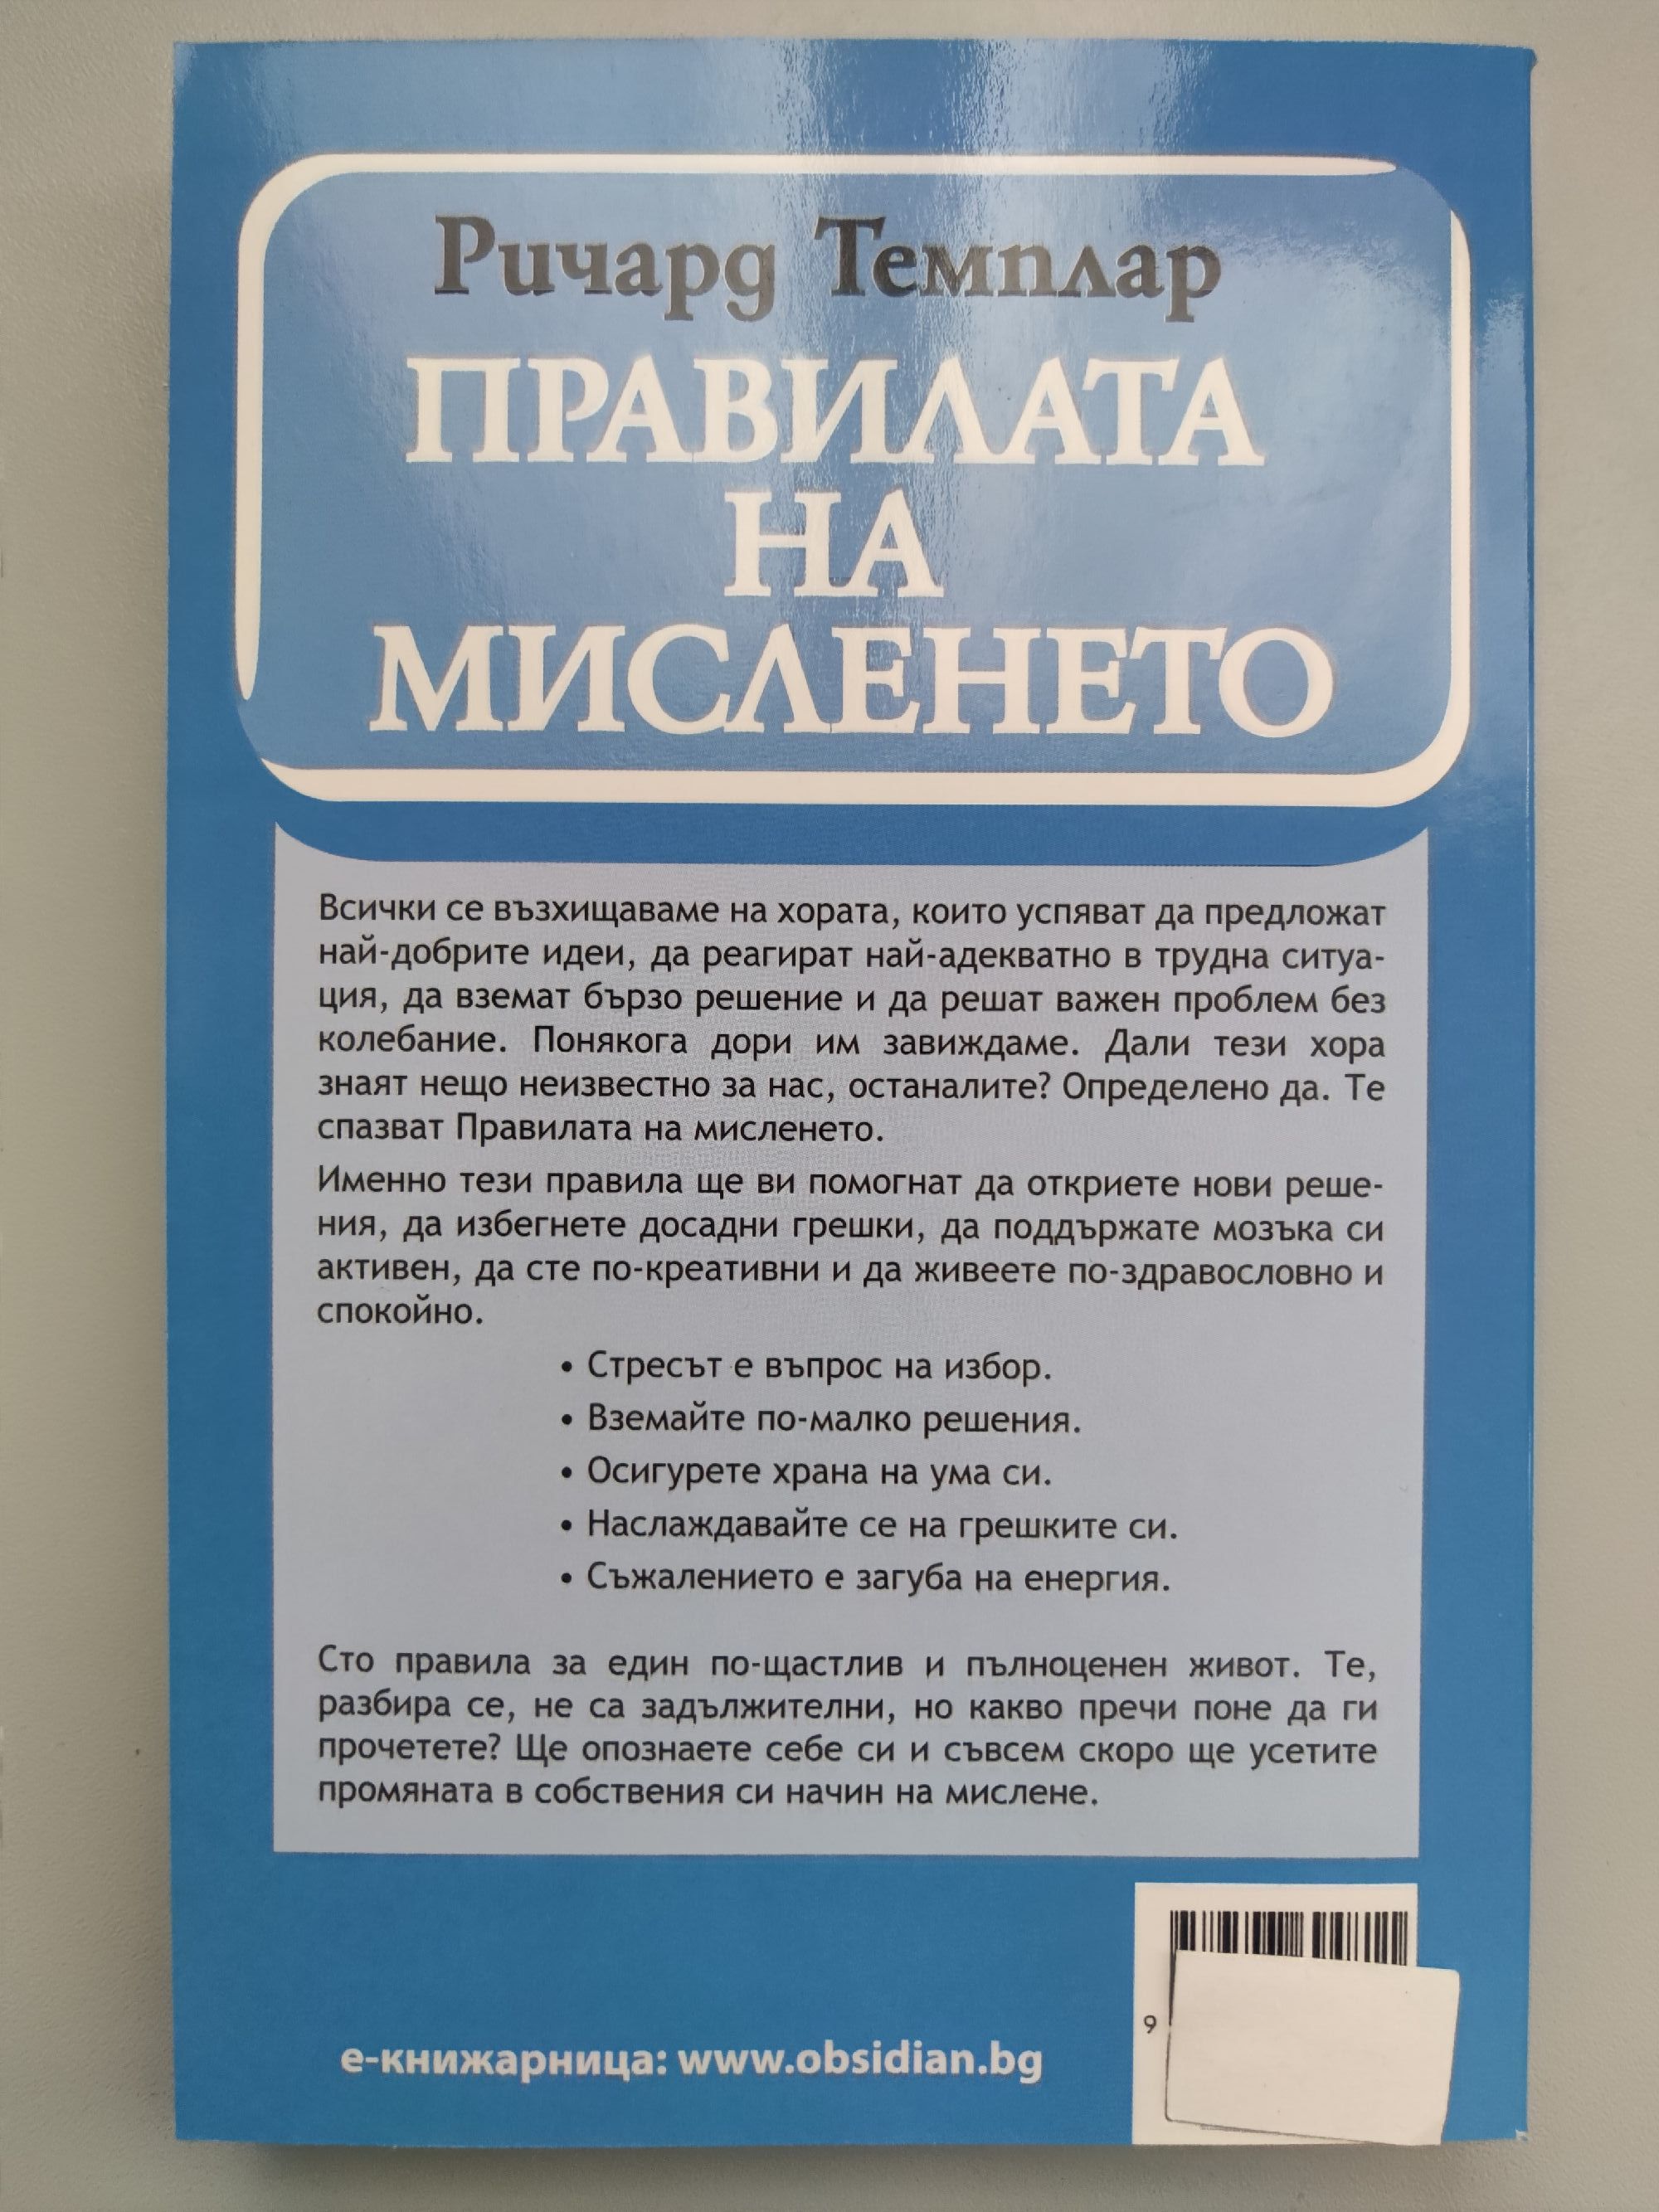 Ричард Темплар
ПРАВИЛАТА
НА
МИСЛЕНЕТО
Всички се възхищаваме на хората, които успяват да предложат
най-добрите идеи, да реагират най-адекватно в трудна ситуа-
ция, да вземат бързо решение и да решат важен проблем без
колебание. Понякога дори им завиждаме. Дали тези хора
знаят нещо неизвестно за нас, останалите? Определено да. Те
спазват Правилата на мисленето.
Именно тези правила ще ви помогнат да откриете нови реше-
ния, да избегнете досадни грешки, да поддържате мозъка си
активен, да сте по-креативни и да живеете по-здравословно и
спокойно.
• Стресът е въпрос на избор.
• Вземайте по-малко решения.
• Осигурете храна на ума си.
• Наслаждавайте се на грешките си.
• Съжалението е загуба на енергия.
Сто правила за един по-щастлив и пълноценен живот. Те,
разбира се, не са задължителни, но какво пречи поне да ги
прочетете? Ще опознаете себе си и съвсем скоро ще усетите
промяната в собствения си начин на мислене.
9
е-книжарница: www.obsidian.bg